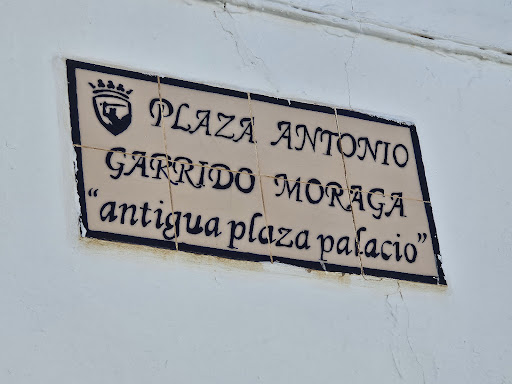 PLAZA ANTONIO
GARRIDO MORAGA
"antigua plaza palacio"